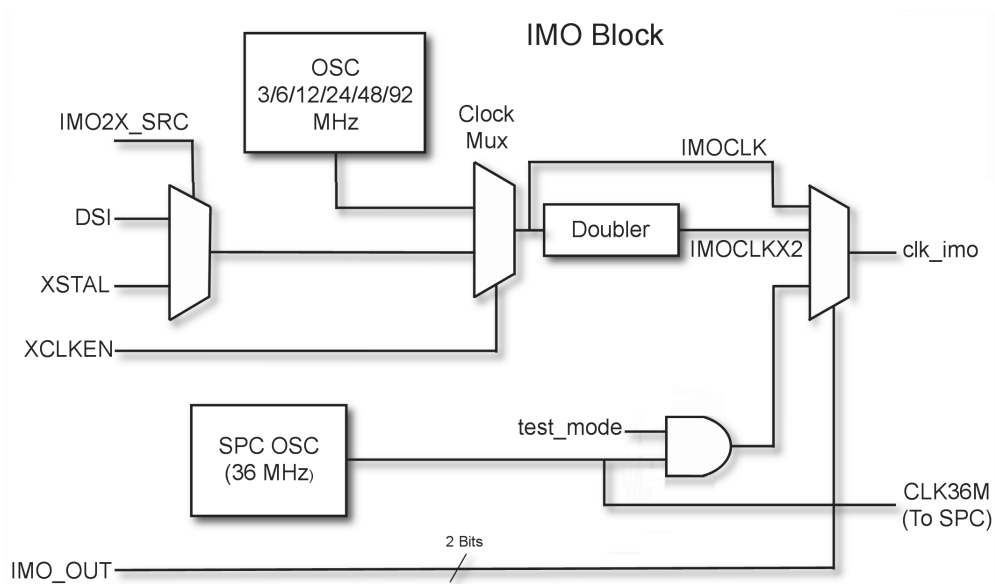 IMO Block
OSC
3/6/12/24/48/92
MHz
Clock
Mux
IMO2X_SRC
IMOCLK
DSI
Doubler
IMOCLKX2
clk_imo
XSTAL
XCLKEN
test_mode
SPC OSC
(36 MHz)
CLK36M
(To SPC)
2 Bits
IMO_OUT